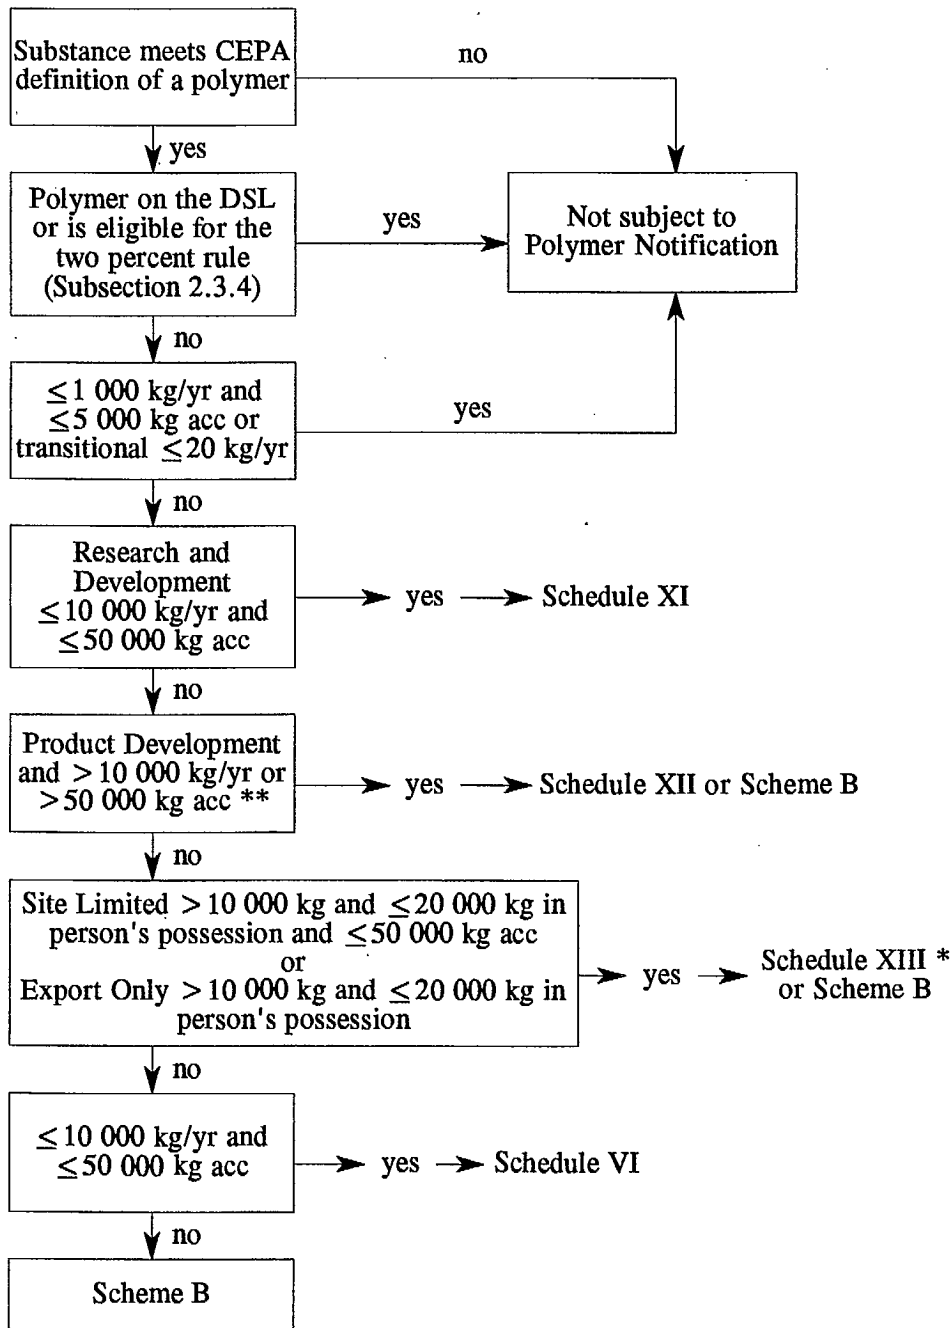 Substance meets CEPA
definition of a polymer
no
yes
Polymer on the DSL
or is eligible for the
two percent rule
(Subsection 2.3.4)
yes
Not subject to
Polymer Notification
no
≤1 000 kg/yr and
≤5 000 kg acc or
transitional ≤20 kg/yr
yes
no
Research and
Development
≤10 000 kg/yr and
≤50 000 kg acc
yes
Schedule XI
no
Product Development
and >10 000 kg/yr or
>50 000 kg acc **
yes
Schedule XII or Scheme B
no
Site Limited >10 000 kg and ≤20 000 kg in
person's possession and ≤50 000 kg acc
or
Export Only >10 000 kg and ≤20 000 kg in
person's possession
yes
Schedule XIII *
or Scheme B
no
≤10 000 kg/yr and
≤50 000 kg acc
yes
Schedule VI
no
Scheme B